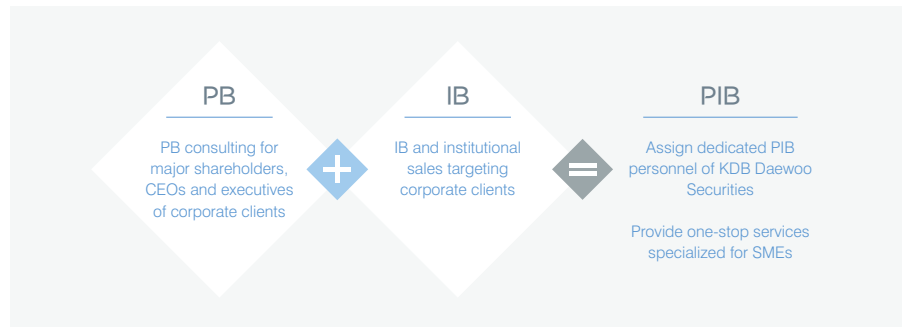 PB
PB consulting for
major shareholders,
CEOs and executives
of corporate clients
+
IB
IB and institutional
sales targeting
corporate clients
=
PIB
Assign dedicated PIB
personnel of KDB Daewoo
Securities
Provide one-stop services
specialized for SMEs